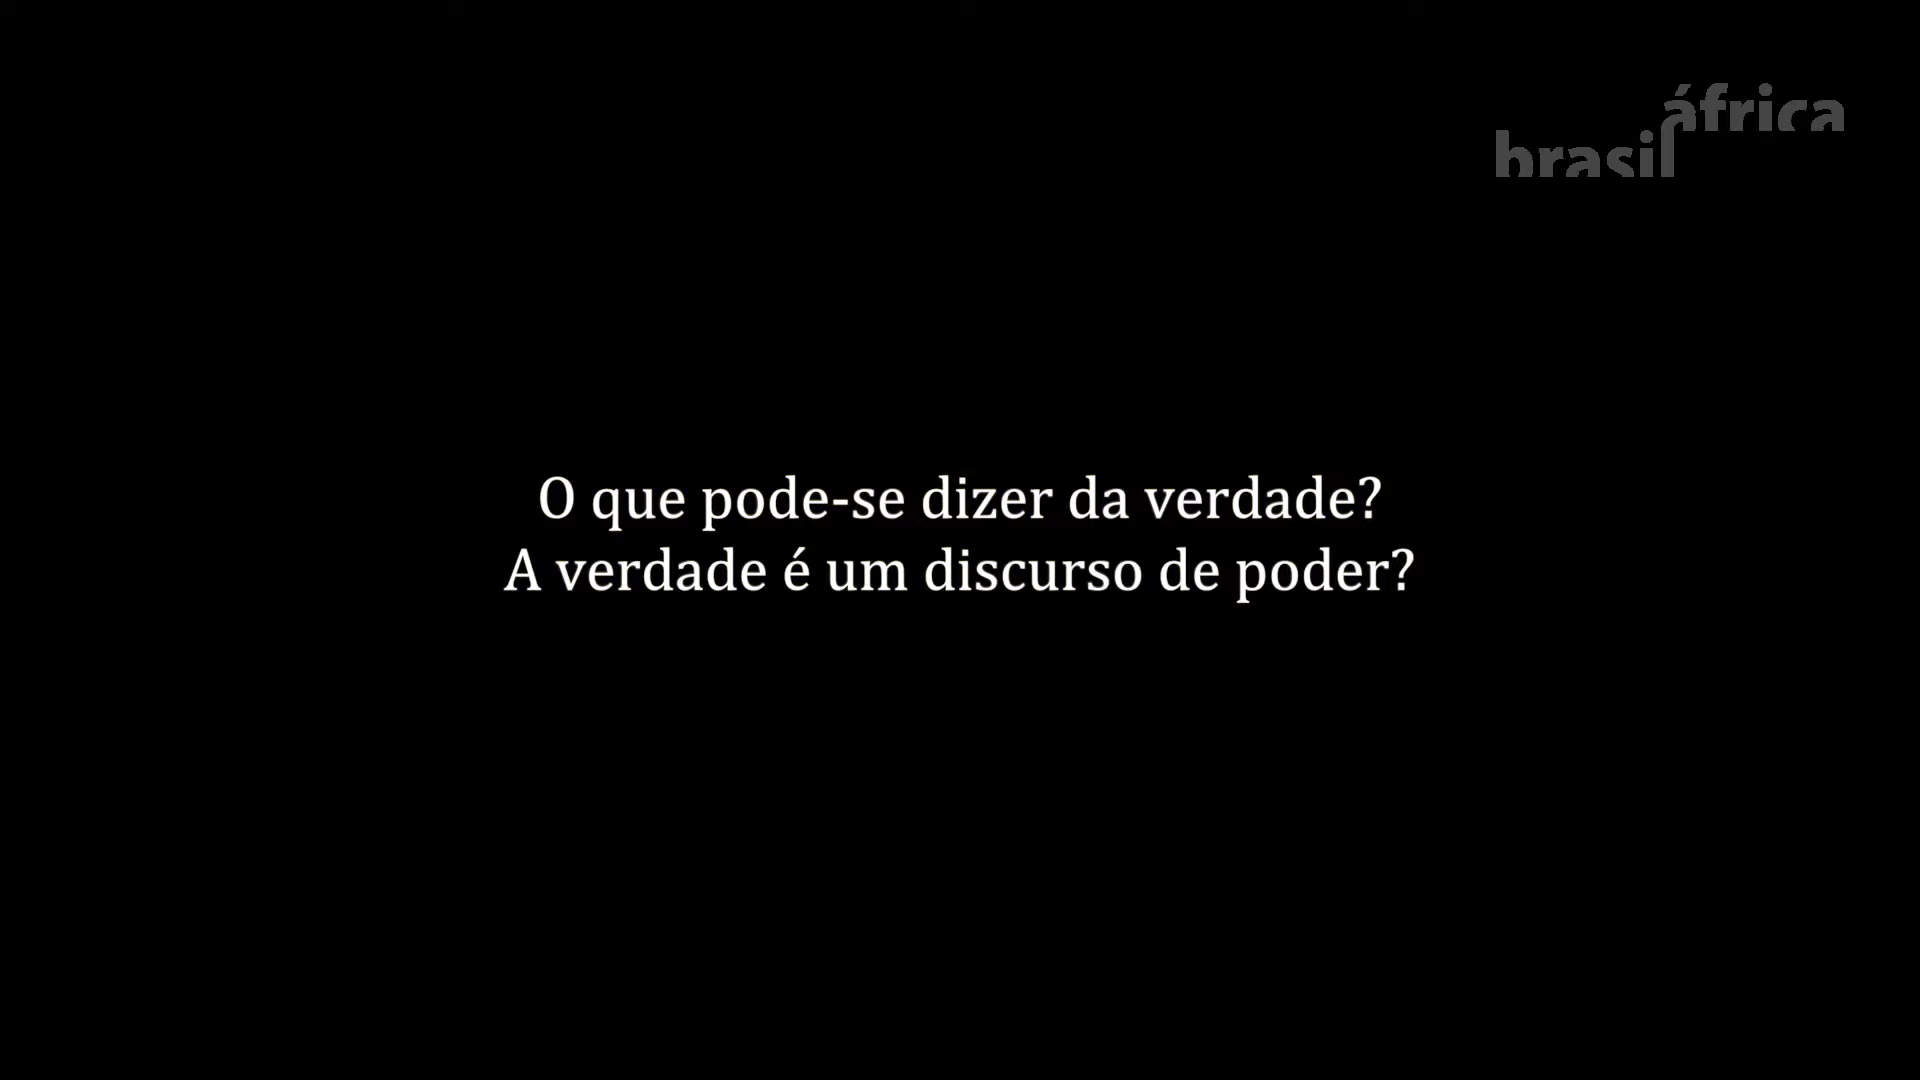 áfrica
brasil
O que pode-se dizer da verdade?
A verdade é um discurso de poder?